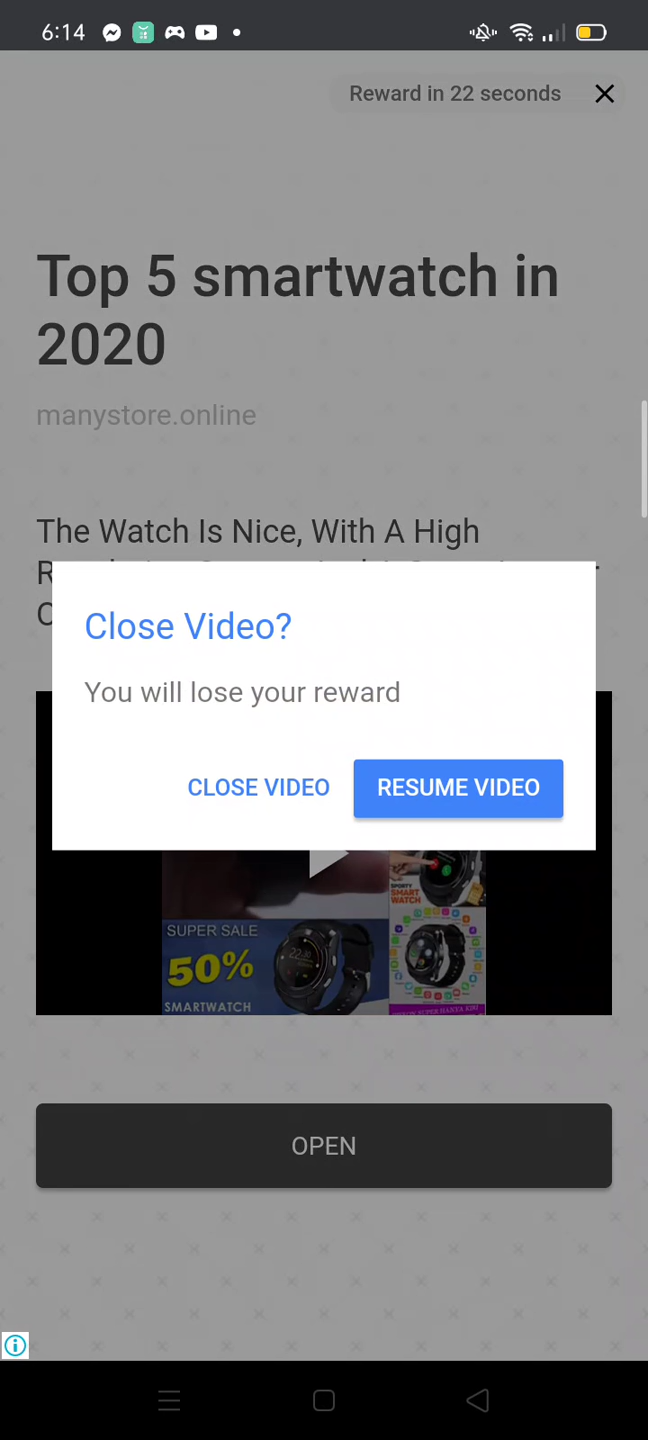 6:14
Reward in 22 seconds
Top 5 smartwatch in
2020
manystore.online
The Watch Is Nice, With A High
Close Video?
You will lose your reward
CLOSE VIDEO
RESUME VIDEO
SPORTY
SMART
WATCH
SUPER SALE
50%
SMARTWATCH
OPEN